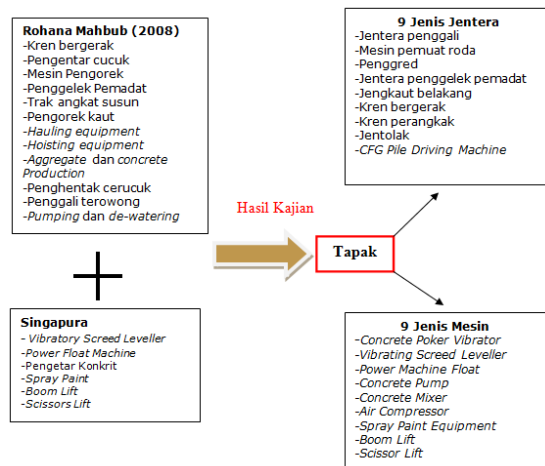 Rohana Mahbub (2008)
-Kren bergerak
-Pengentar cucuk
-Mesin Pengorek
-Penggelek Pemadat
-Trak angkat susun
-Pengorek kaut
-Hauling equipment
-Hoisting equipment
-Aggregate dan concrete
Production
-Penghentak cerucuk
-Penggali terowong
-Pumping dan de-watering
Singapura
- Vibratory Screed Leveller
-Power Float Machine
-Pengetar Konkrit
-Spray Paint
-Boom Lift
-Scissors Lift
Hasil Kajian
Tapak
9 Jenis Jentera
-Jentera penggali
-Mesin pemuat roda
-Penggred
-Jentera penggelek pemadat
-Jengkaut belakang
-Kren bergerak
-Kren perangkak
-Jentolak
-CFG Pile Driving Machine
9 Jenis Mesin
-Concrete Poker Vibrator
-Vibrating Screed Leveller
-Power Machine Float
-Concrete Pump
-Concrete Mixer
-Air Compressor
-Spray Paint Equipment
-Boom Lift
-Scissor Lift